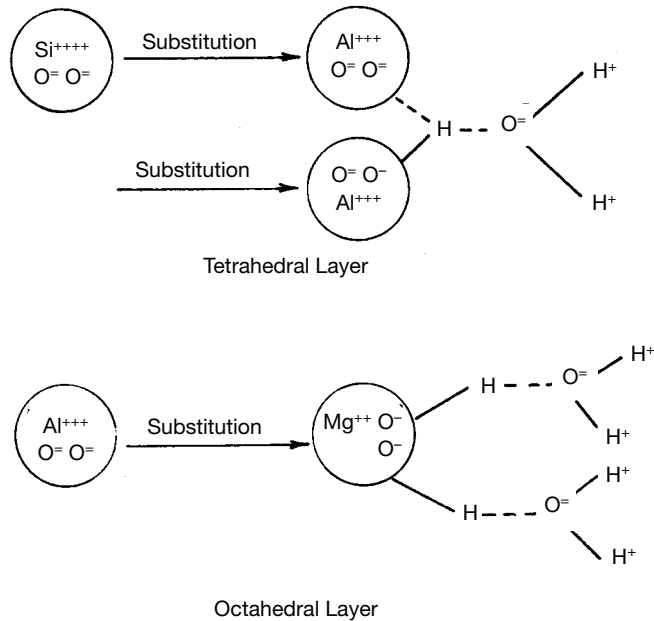 Si⁺⁺⁺⁺
O⁼ O⁼
Substitution
Al⁺⁺⁺
O⁼ O⁼
H⁺
H
O⁼⁻
Substitution
O⁼ O⁻
Al⁺⁺⁺
H⁺
Tetrahedral Layer
Al⁺⁺⁺
O⁼ O⁼
Substitution
Mg⁺⁺ O⁻
O⁻
H
O⁼
H⁺
H⁺
H
O⁼
H⁺
H⁺
Octahedral Layer